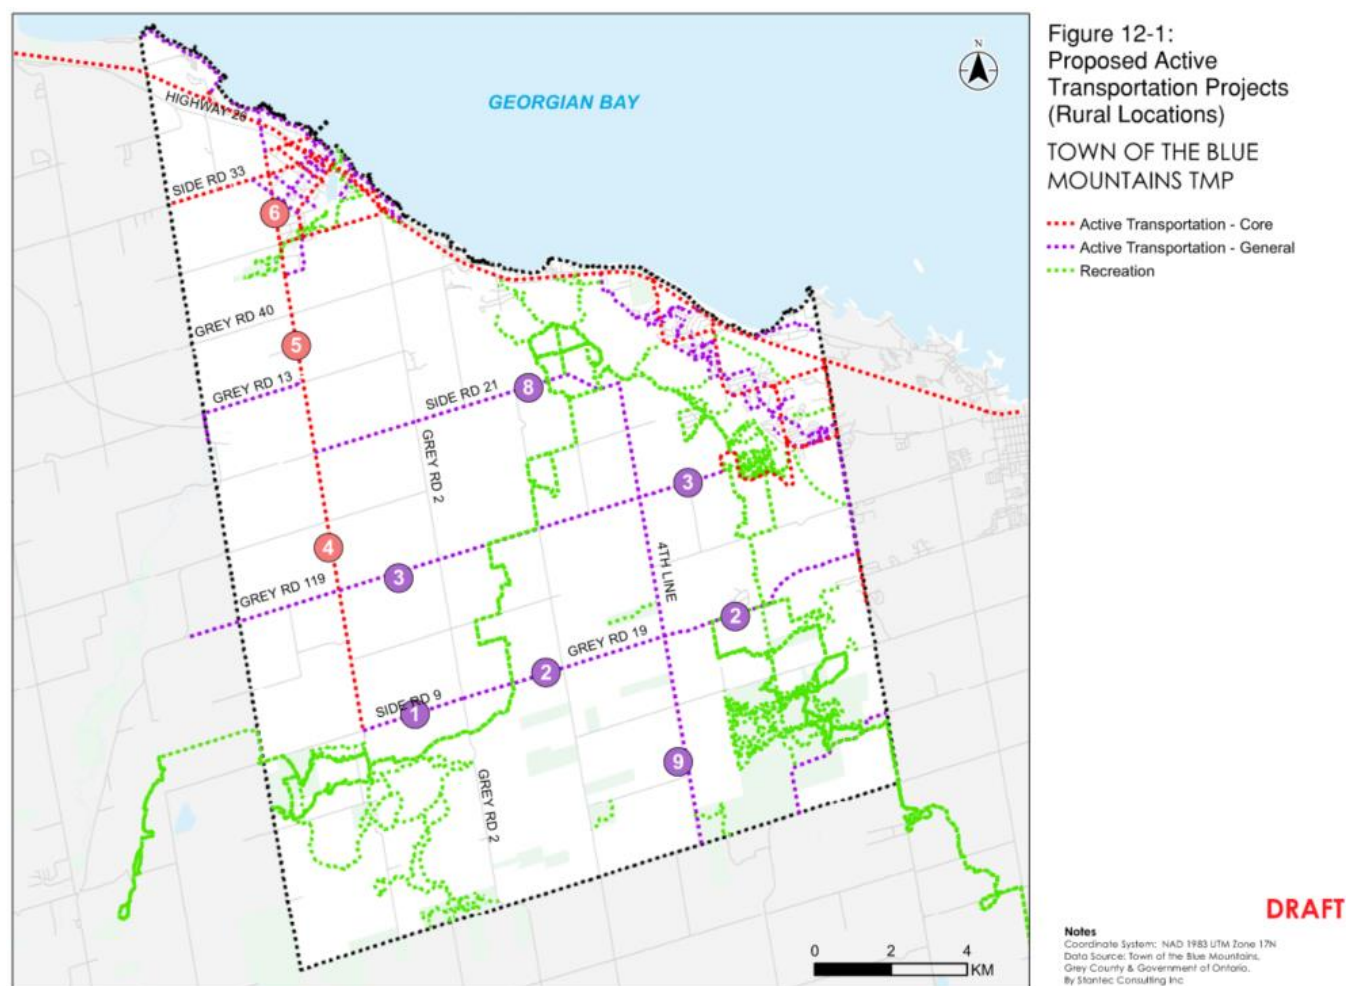 Figure 12-1:
Proposed Active
Transportation Projects
(Rural Locations)
TOWN OF THE BLUE
MOUNTAINS TMP
Active Transportation - Core
Active Transportation - General
Recreation
N
GEORGIAN BAY
HIGHWAY 26
SIDE RD 33
6
GREY RD 40
5
GREY RD 13
SIDE RD 21
8
GREY RD 2
3
4
4TH LINE
3
GREY RD 119
2
GREY RD 19
2
SIDE RD 9
1
9
GREY RD 2
0 2 4
KM
DRAFT
Notes
Coordinate System: NAD 1983 UTM Zone 17N
Data Source: Town of the Blue Mountains,
Grey County & Government of Ontario.
By Stantec Consulting Inc